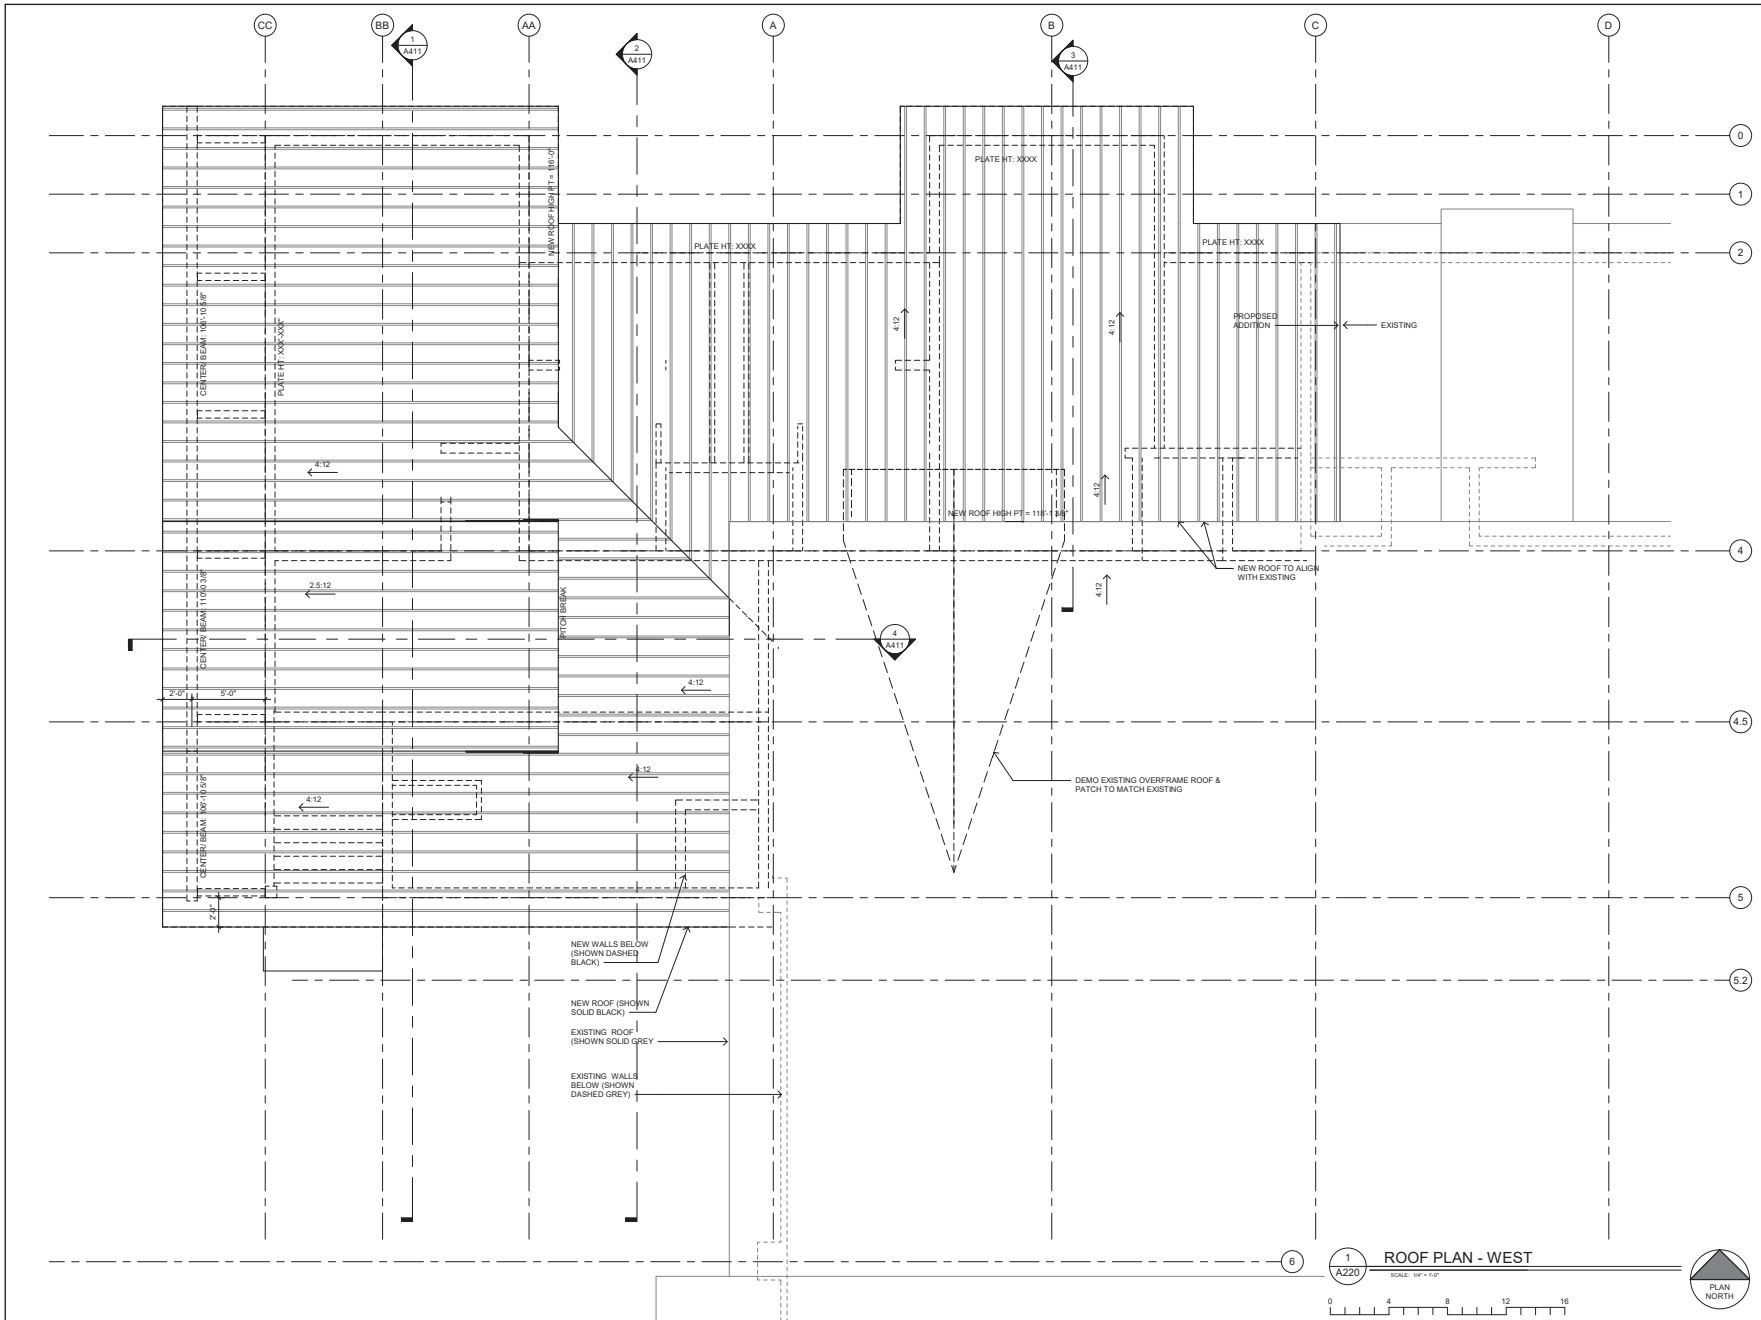 CC
BB
AA
A
B
C
D
1
A411
2
A411
3
A411
0
1
2
4
4.5
5
5.2
6
NEW ROOF HIGH PT = 116'-0"
PLATE HT: XXXX
PLATE HT: XXXX
PLATE HT: XXXX
CENTER/ BEAM: 106'-10 5/8"
PLATE HT: XXX'-XXX"
4:12
4:12
PROPOSED
ADDITION
EXISTING
4:12
4:12
NEW ROOF HIGH PT = 118'-1
NEW ROOF TO ALIGN
WITH EXISTING
4:12
CENTER/ BEAM: 110'-0 3/8"
2.5:12
PITCH BREAK
4
A411
2'-0"
5'-0"
4:12
4:12
4:12
CENTER/ BEAM: 106'-10 5/8"
DEMO EXISTING OVERFRAME ROOF &
PATCH TO MATCH EXISTING
2'-0"
NEW WALLS BELOW
(SHOWN DASHED
BLACK)
NEW ROOF (SHOWN
SOLID BLACK)
EXISTING ROOF
(SHOWN SOLID GREY
EXISTING WALLS
BELOW (SHOWN
DASHED GREY)
1
A220
ROOF PLAN - WEST
SCALE: 1/4" = 1'-0"
0 4 8 12 16
PLAN
NORTH